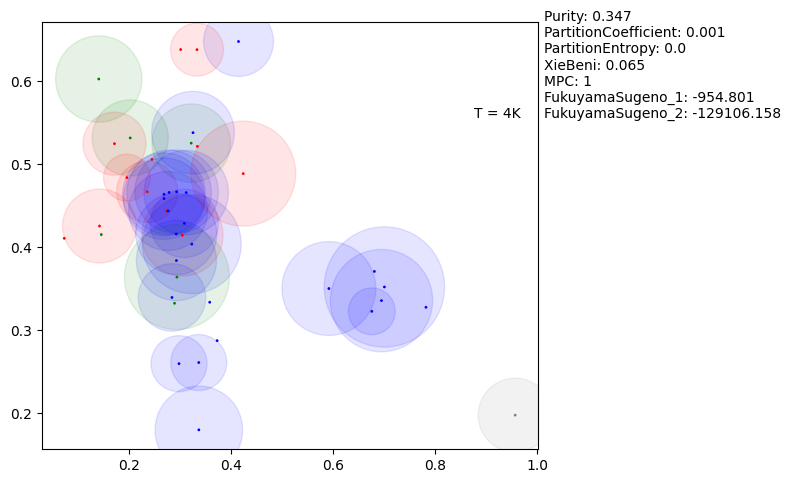 Purity: 0.347
PartitionCoefficient: 0.001
PartitionEntropy: 0.0
XieBeni: 0.065
MPC: 1
FukuyamaSugeno_1: -954.801
FukuyamaSugeno_2: -129106.158
T = 4K
0.6
0.5
0.4
0.3
0.2
0.2 0.4 0.6 0.8 1.0